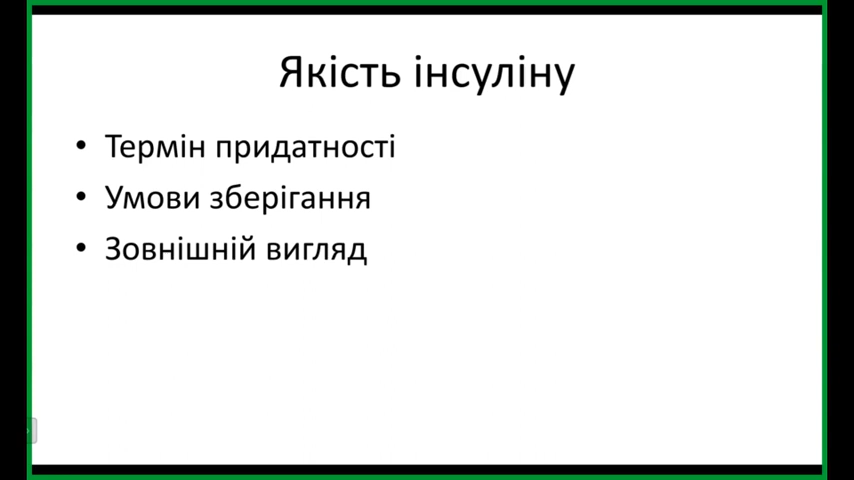 Якість інсуліну
• Термін придатності
• Умови зберігання
• Зовнішній вигляд